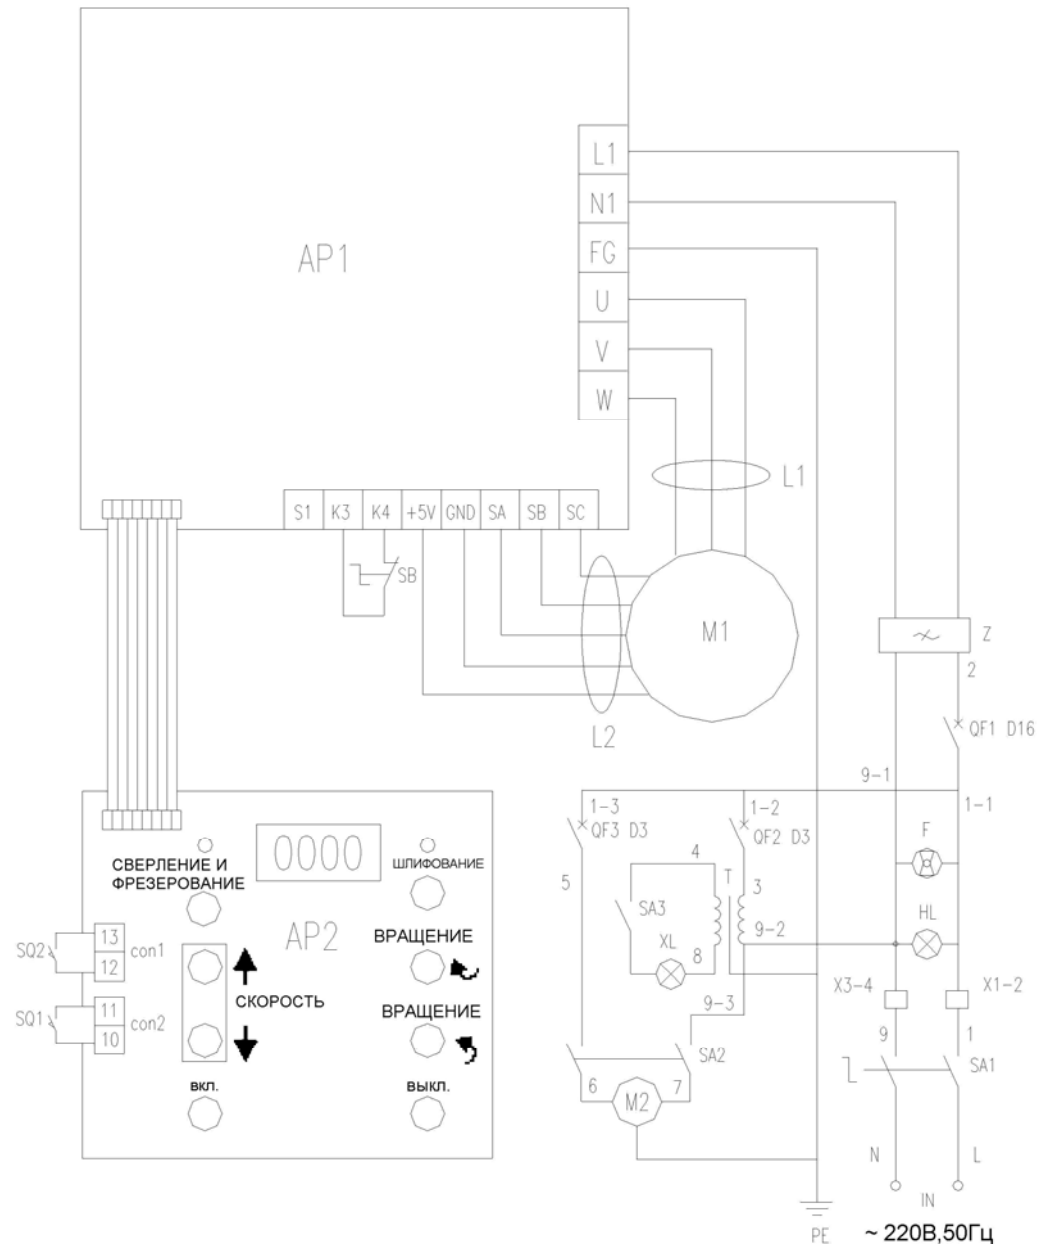 L1
N1
AP1
FG
U
V
W
L1
S1 K3 K4 +5V GND SA SB SC
SB
M1
Z
2
L2
QF1 D16
9-1
1-3
1-2
1-1
QF3 D3
QF2 D3
F
0000
СВЕРЛЕНИЕ И
ФРЕЗЕРОВАНИЕ
ШЛИФОВАНИЕ
4
T
5
3
SA3
HL
9-2
AP2
ВРАЩЕНИЕ
XL
8
SQ2
13
12
con1
X3-4
X1-2
СКОРОСТЬ
9-3
ВРАЩЕНИЕ
SQ1
11
10
con2
9
1
SA2
SA1
6
7
вкл.
выкл.
M2
N
L
IN
PE
~ 220В,50Гц